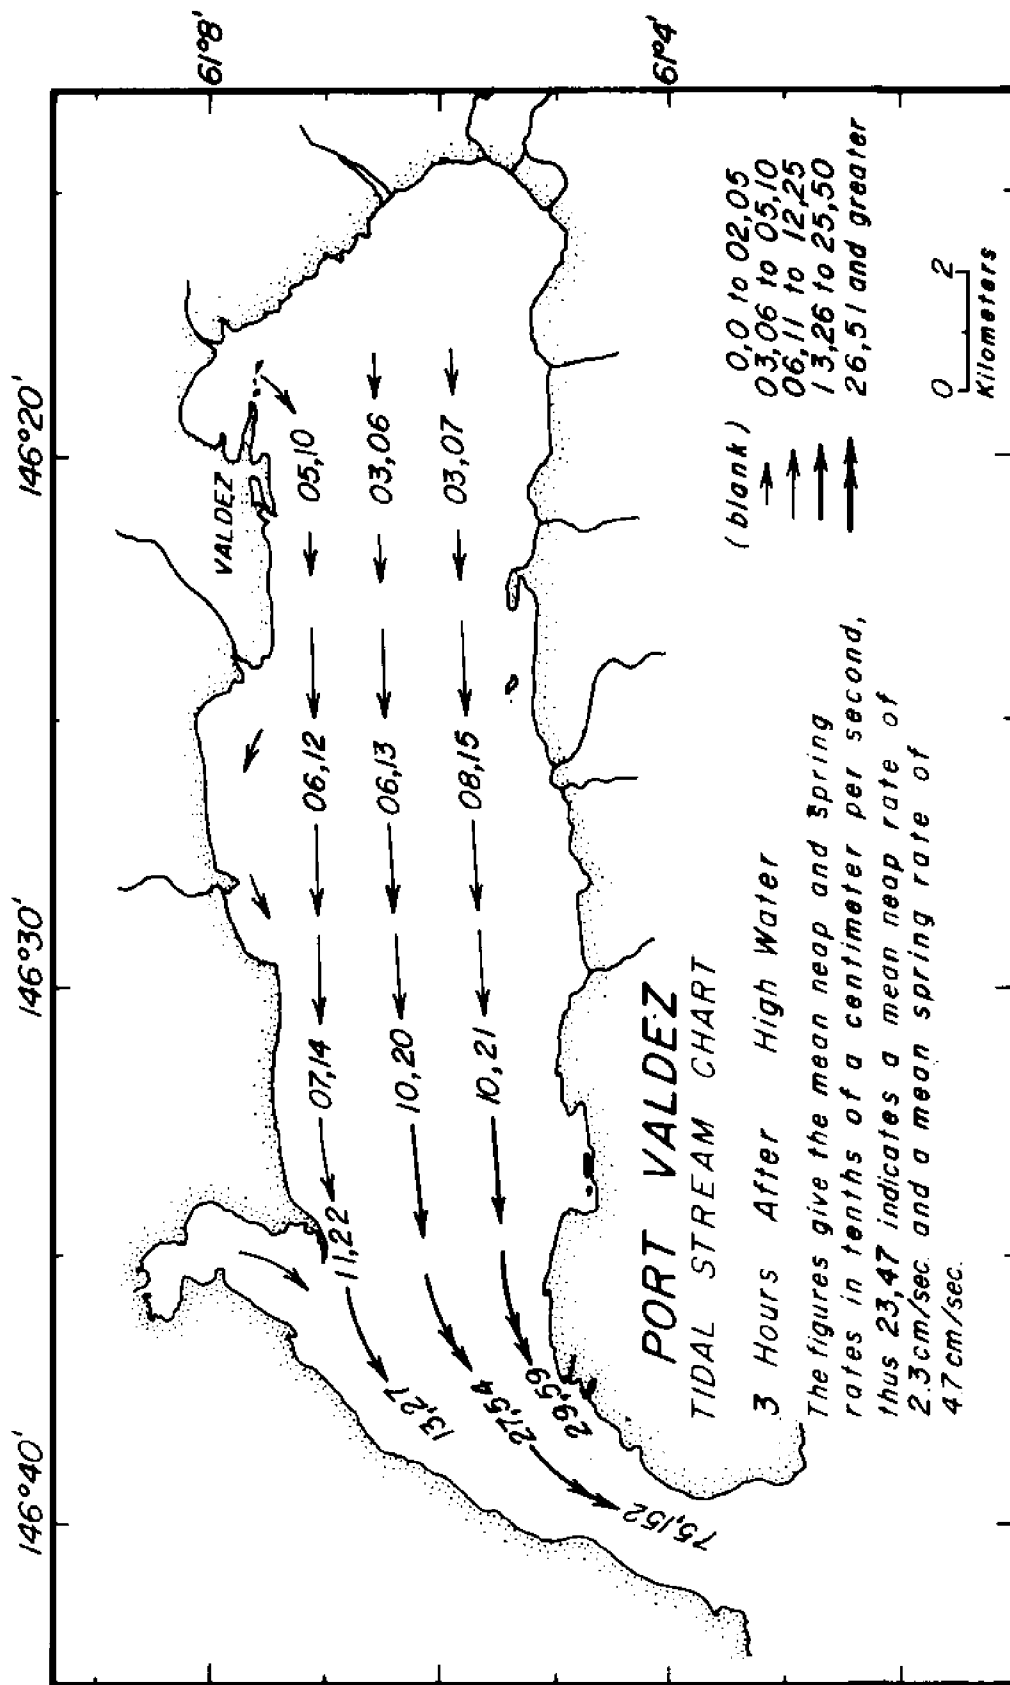 146°40'
146°30'
146°20'
61°8'
61°4'
VALDEZ
05,10
03,06
03,07
06,12
06,13
08,15
07,14
10,20
10,21
11,22
13,27
27,54
29,59
75,152
PORT VALDEZ
TIDAL STREAM CHART
3 Hours After High Water
The figures give the mean neap and spring
rates in tenths of a centimeter per second,
thus 23,47 indicates a mean neap rate of
2.3cm/sec and a mean spring rate of
4.7cm/sec.
(blank) 0,0 to 02,05
03,06 to 05,10
06,11 to 12,25
13,26 to 25,50
26,51 and greater
0 2
Kilometers